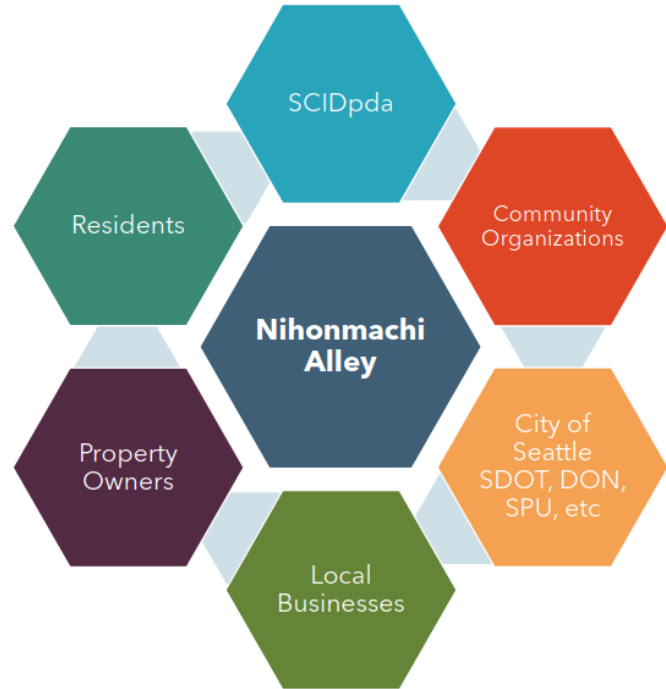 SCIDpda
Community
Organizations
Residents
Nihonmachi
Alley
City of
Seattle
SDOT, DON,
SPU, etc
Property
Owners
Local
Businesses